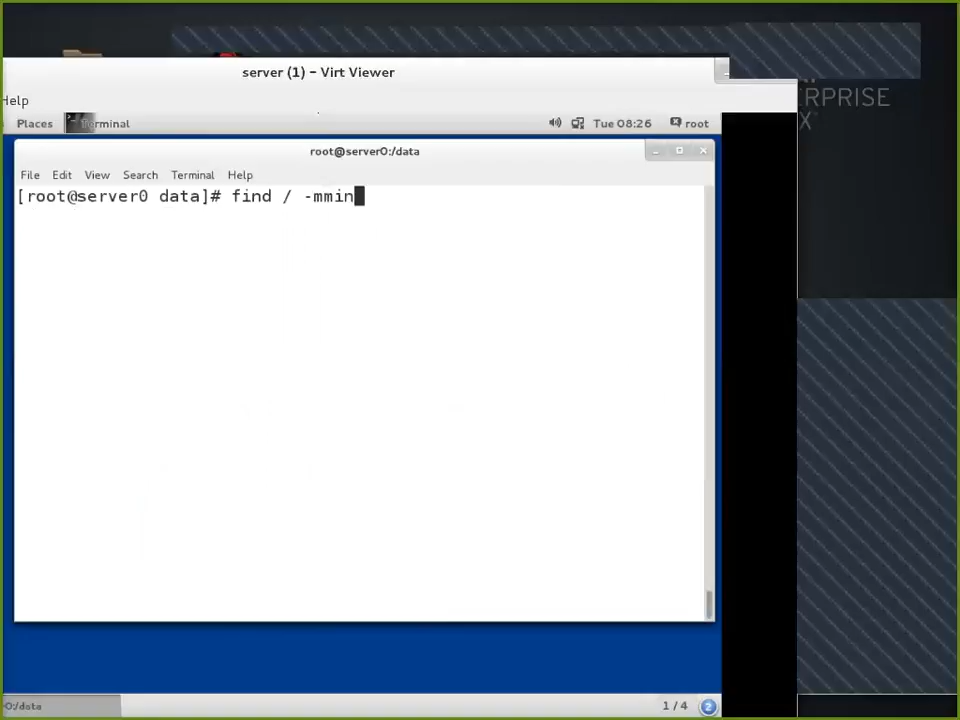 server (1) – Virt Viewer
Help
ERPRISE
X
Places Terminal Tue 08:26 root
root@server0:/data
File Edit View Search Terminal Help
[root@server0 data]# find / -mmin
0:/data 1 / 4 2